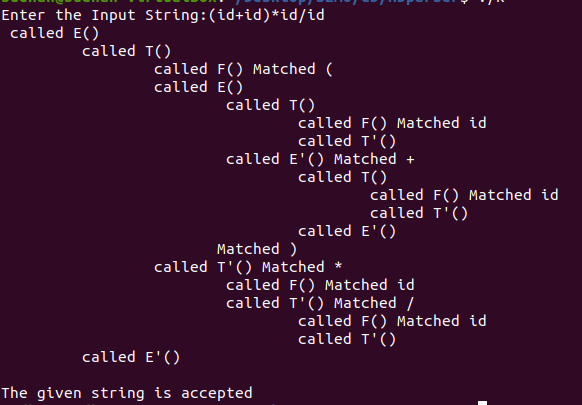 Enter the Input String:(id+id)*id/id
called E()
called T()
called F() Matched (
called E()
called T()
called F() Matched id
called T'()
called E'() Matched +
called T()
called F() Matched id
called T'()
called E'()
Matched )
called T'() Matched *
called F() Matched id
called T'() Matched /
called F() Matched id
called T'()
called E'()
The given string is accepted